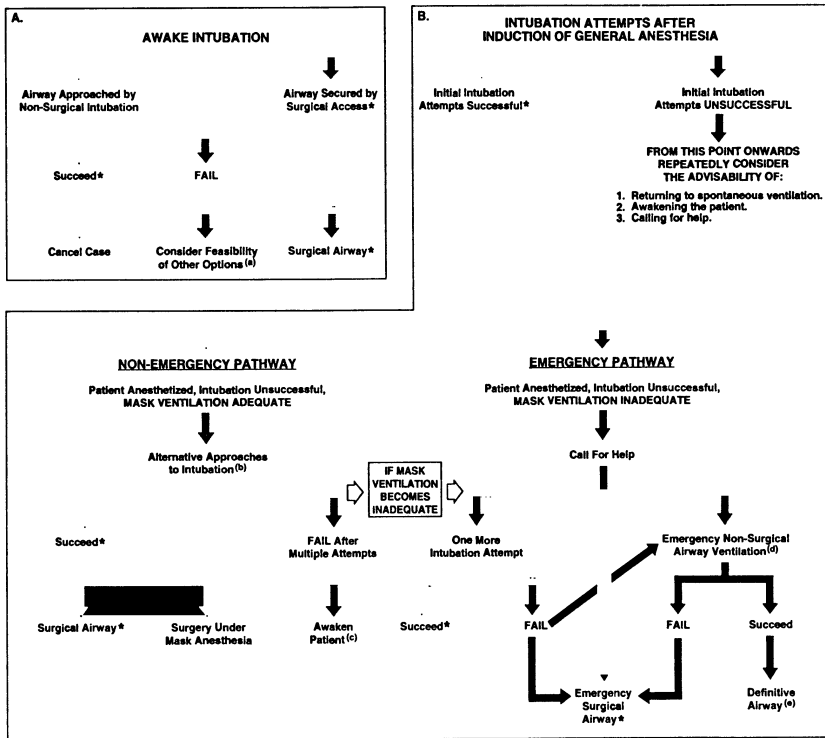 A.
AWAKE INTUBATION
Airway Approached by
Non-Surgical Intubation
Airway Secured by
Surgical Access*
Succeed*
FAIL
Cancel Case
Consider Feasibility
of Other Options(a)
Surgical Airway*
B.
INTUBATION ATTEMPTS AFTER
INDUCTION OF GENERAL ANESTHESIA
Initial Intubation
Attempts Successful*
Initial Intubation
Attempts UNSUCCESSFUL
FROM THIS POINT ONWARDS
REPEATEDLY CONSIDER
THE ADVISABILITY OF:
1. Returning to spontaneous ventilation.
2. Awakening the patient.
3. Calling for help.
NON-EMERGENCY PATHWAY
Patient Anesthetized, Intubation Unsuccessful,
MASK VENTILATION ADEQUATE
Alternative Approaches
to Intubation(b)
Succeed*
FAIL After
Multiple Attempts
Surgical Airway*
Surgery Under
Mask Anesthesia
Awaken
Patient(c)
IF MASK
VENTILATION
BECOMES
INADEQUATE
EMERGENCY PATHWAY
Patient Anesthetized, Intubation Unsuccessful,
MASK VENTILATION INADEQUATE
Call For Help
One More
Intubation Attempt
Emergency Non-Surgical
Airway Ventilation(d)
Succeed*
FAIL
FAIL
Succeed
Emergency
Surgical
Airway*
Definitive
Airway(e)